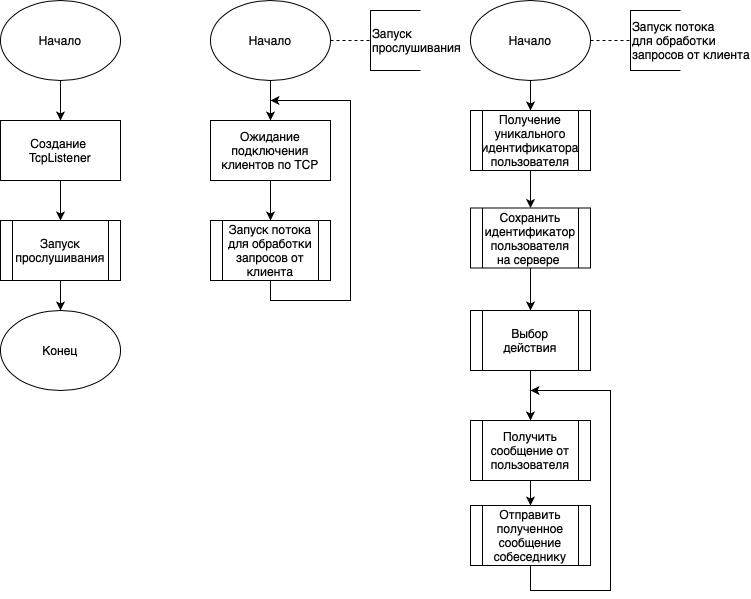 Начало
Создание
TcpListener
Запуск
прослушивания
Конец
Начало
Запуск
прослушивания
Ожидание
подключения
клиентов по TCP
Запуск потока
для обработки
запросов от
клиента
Начало
Запуск потока
для обработки
запросов от клиента
Получение
уникального
идентификатора
пользователя
Сохранить
идентификатор
пользователя
на сервере
Выбор
действия
Получить
сообщение от
пользователя
Отправить
полученное
сообщение
собеседнику